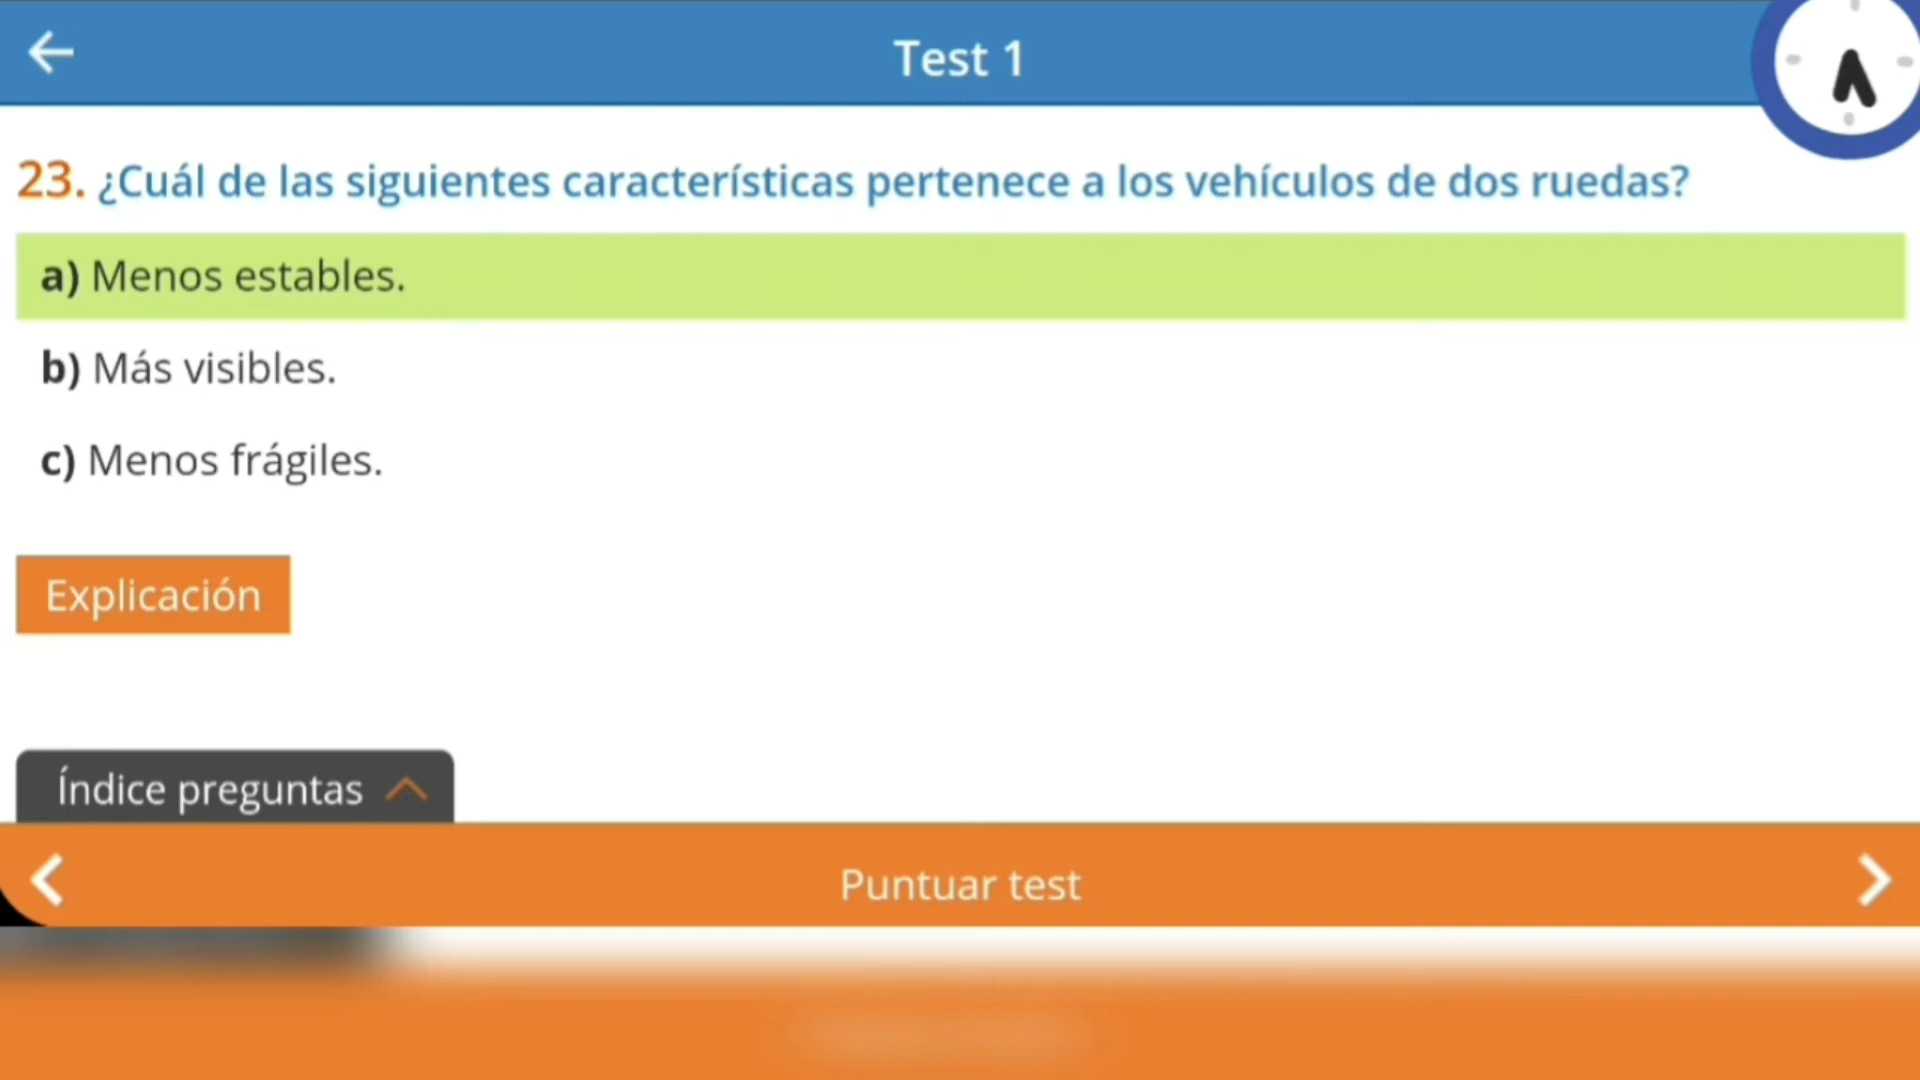 Test 1
23. ¿Cuál de las siguientes características pertenece a los vehículos de dos ruedas?
a) Menos estables.
b) Más visibles.
c) Menos frágiles.
Explicación
Índice preguntas
Puntuar test